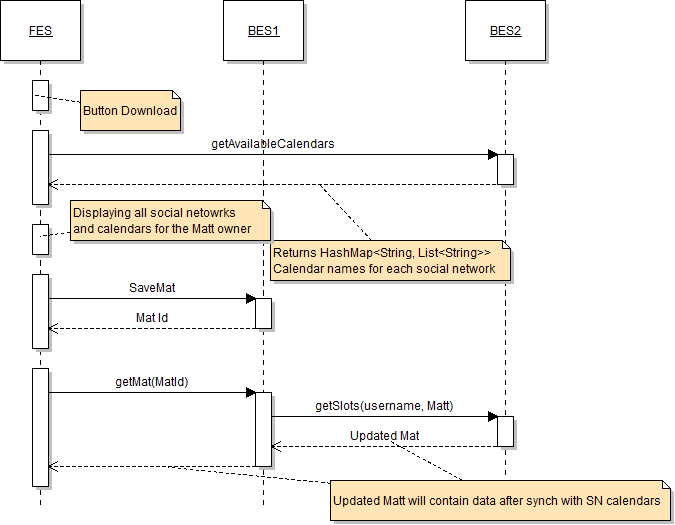 FES
BES1
BES2
Button Download
getAvailableCalendars
Displaying all social netowrks
and calendars for the Matt owner
Returns HashMap<String, List<String>>
Calendar names for each social network
SaveMat
Mat Id
getMat(MatId)
getSlots(username, Matt)
Updated Mat
Updated Matt will contain data after synch with SN calendars